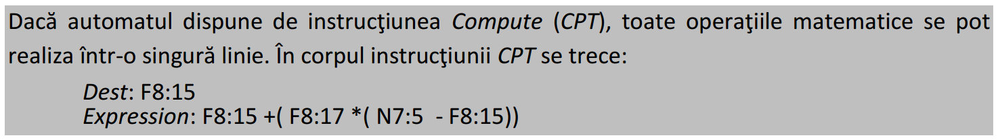 Dacă automatul dispune de instrucţiunea Compute (CPT), toate operaţiile matematice se pot
realiza într-o singură linie. În corpul instrucţiunii CPT se trece:
Dest: F8:15
Expression: F8:15 +( F8:17 *( N7:5  - F8:15))